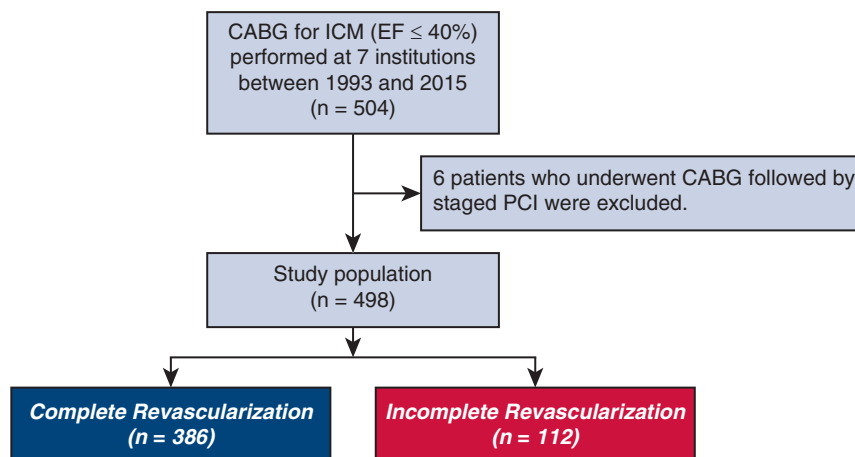 CABG for ICM (EF ≤ 40%)
performed at 7 institutions
between 1993 and 2015
(n = 504)
6 patients who underwent CABG followed by
staged PCI were excluded.
Study population
(n = 498)
Complete Revascularization
(n = 386)
Incomplete Revascularization
(n = 112)